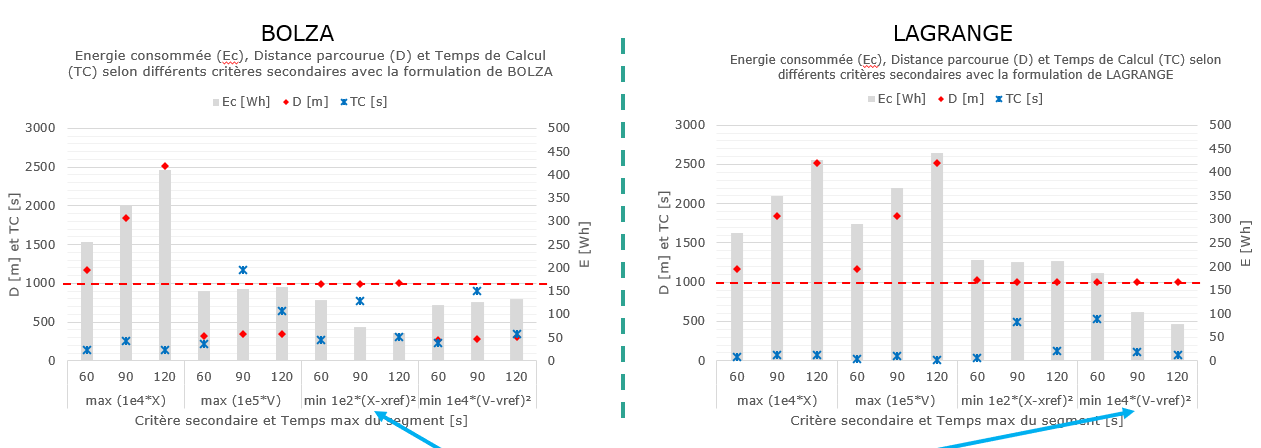 BOLZA
Energie consommée (Ec), Distance parcourue (D) et Temps de Calcul
(TC) selon différents critères secondaires avec la formulation de BOLZA
Ec [Wh] D [m] TC [s]
3000 500
450
2500 400
350
2000 300
1500 250
200
1000 150
100
500 50
0 0
D [m] et TC [s]
E [Wh]
60 90 120 60 90 120 60 90 120 60 90 120
max (1e4*X) max (1e5*V) min 1e2*(X-xref)² min 1e4*(V-vref)²
Critère secondaire et Temps max du segment [s]
LAGRANGE
Energie consommée (Ec), Distance parcourue (D) et Temps de Calcul (TC) selon
différents critères secondaires avec la formulation de LAGRANGE
Ec [Wh] D [m] TC [s]
3000 500
450
2500 400
350
2000 300
1500 250
200
1000 150
100
500 50
0 0
D [m] et TC [s]
E [Wh]
60 90 120 60 90 120 60 90 120 60 90 120
max (1e4*X) max (1e5*V) min 1e2*(X-xref)² min 1e4*(V-vref)²
Critère secondaire et Temps max du segment [s]